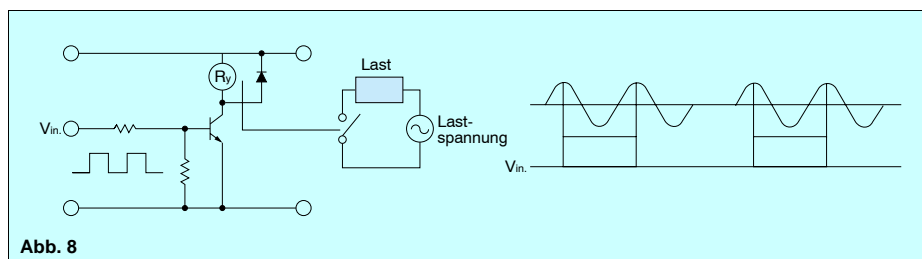 Ry
Last
Vin.
Last-
spannung
Vin.
Abb. 8